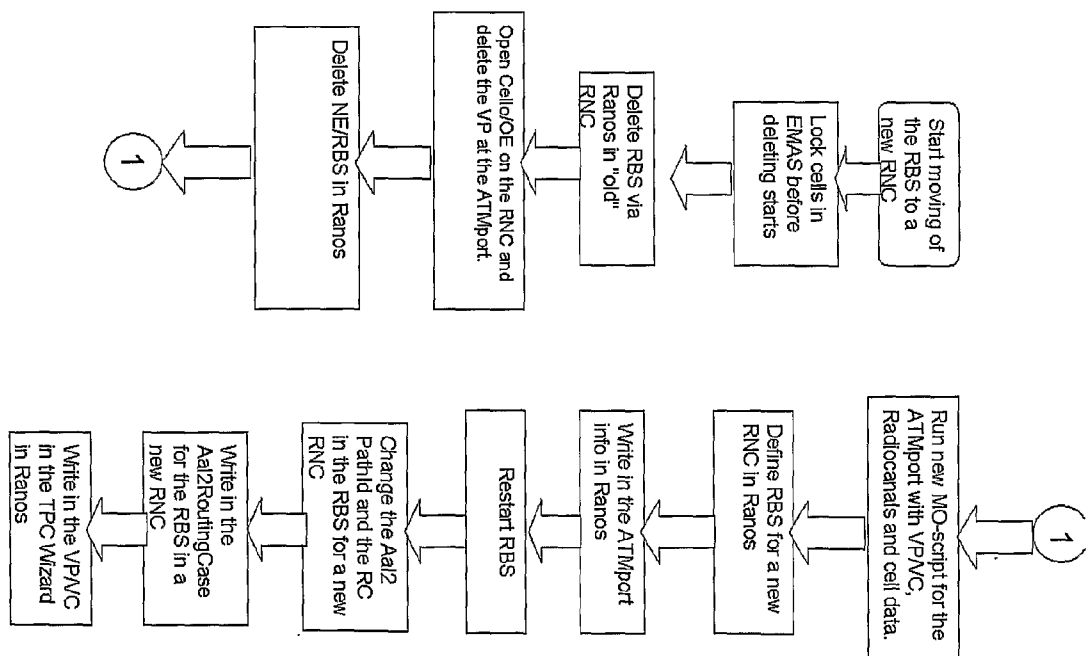 Start moving of
the RBS to a
new RNC
Lock cells in
EMAS before
deleting starts
Delete RBS via
Ranos in "old"
RNC
Open Cello/OE on the RNC and
delete the VP at the ATMport.
Delete NE/RBS in Ranos
1
1
Run new MO-script for the
ATMport with VP/VC,
Radiocanals and cell data.
Define RBS for a new
RNC in Ranos
Write in the ATMport
info in Ranos
Restart RBS
Change the Aal2
PathId and the RC
in the RBS for a new
RNC
Write in the
Aal2RoutingCase
for the RBS in a
new RNC
Write in the VP/VC
in the TPC Wizard
in Ranos